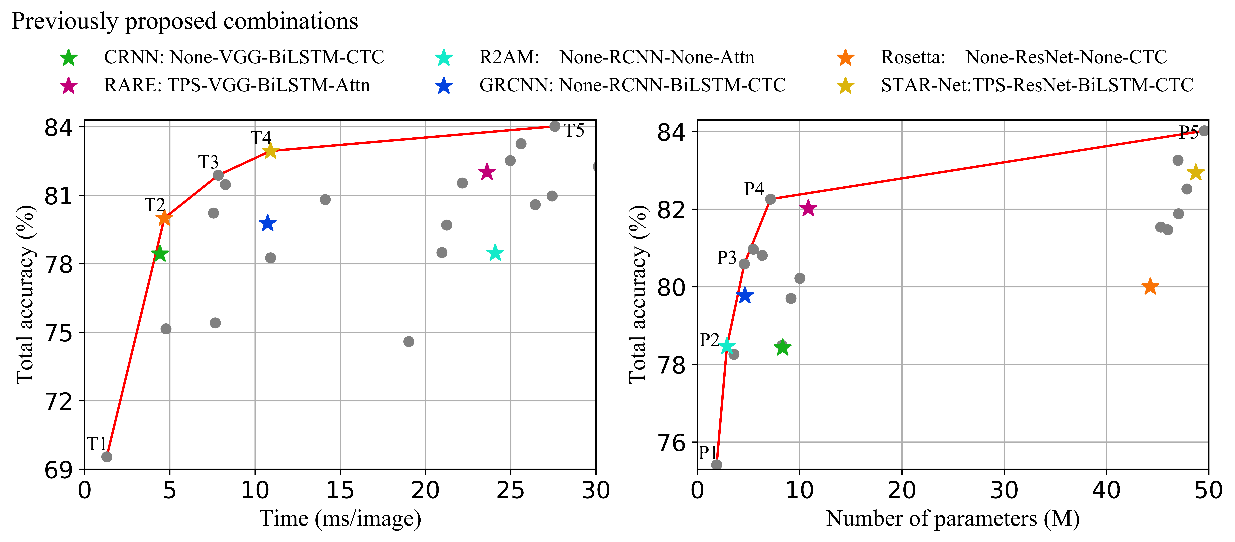 Previously proposed combinations
CRNN: None-VGG-BiLSTM-CTC
R2AM: None-RCNN-None-Attn
Rosetta: None-ResNet-None-CTC
RARE: TPS-VGG-BiLSTM-Attn
GRCNN: None-RCNN-BiLSTM-CTC
STAR-Net:TPS-ResNet-BiLSTM-CTC
Total accuracy (%)
84
81
78
75
72
69
T1
T2
T3
T4
T5
0 5 10 15 20 25 30
Time (ms/image)
Total accuracy (%)
84
82
80
78
76
P1
P2
P3
P4
P5
0 10 20 30 40 50
Number of parameters (M)